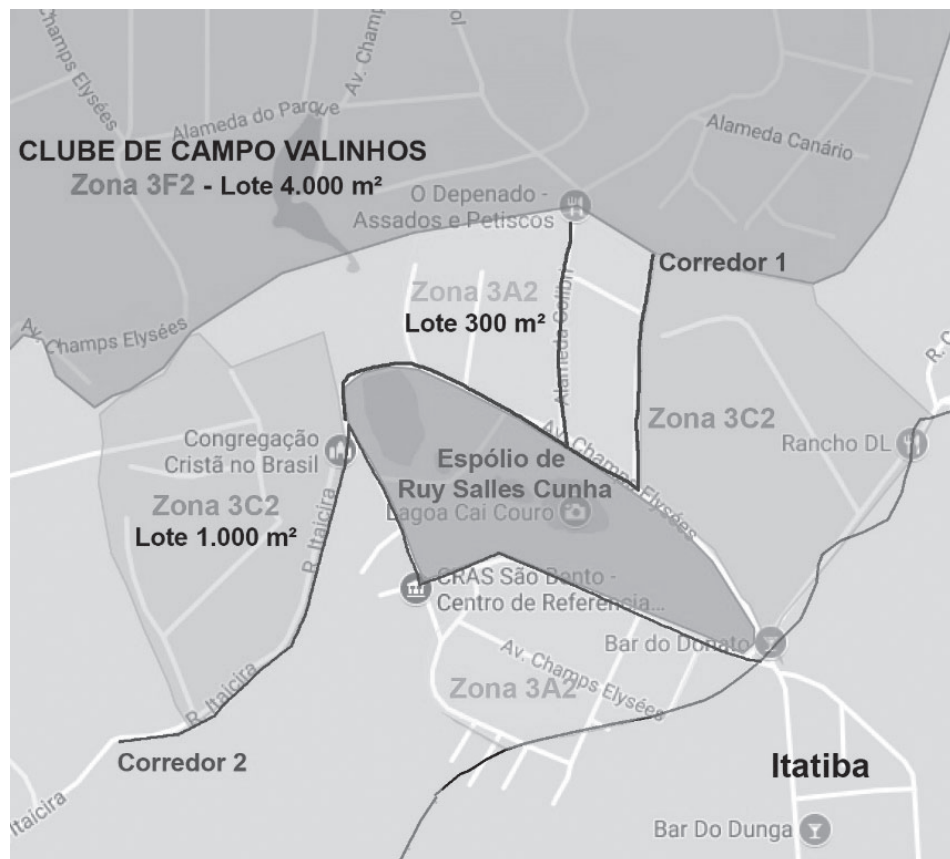 Champs Elysées
Av. Champ
ol
Alameda do Parque
Alameda Canário
CLUBE DE CAMPO VALINHOS
Zona 3F2 - Lote 4.000 m²
O Depenado -
Assados e Petiscos
Corredor 1
Zona 3A2
Lote 300 m²
Alameda Colibri
Av. Champs Elysées
R. C
Zona 3C2
Rancho DL
Av. Champs Elysées
Congregação
Cristã no Brasil
Espólio de
Ruy Salles Cunha
Lagoa Cai Couro
Zona 3C2
Lote 1.000 m²
R. Itaicira
CRAS São Bento -
Centro de Referência...
Bar do Donato
Av. Champs Elysées
Zona 3A2
R. Itaicira
Corredor 2
Itatiba
Itaicira
Bar Do Dunga